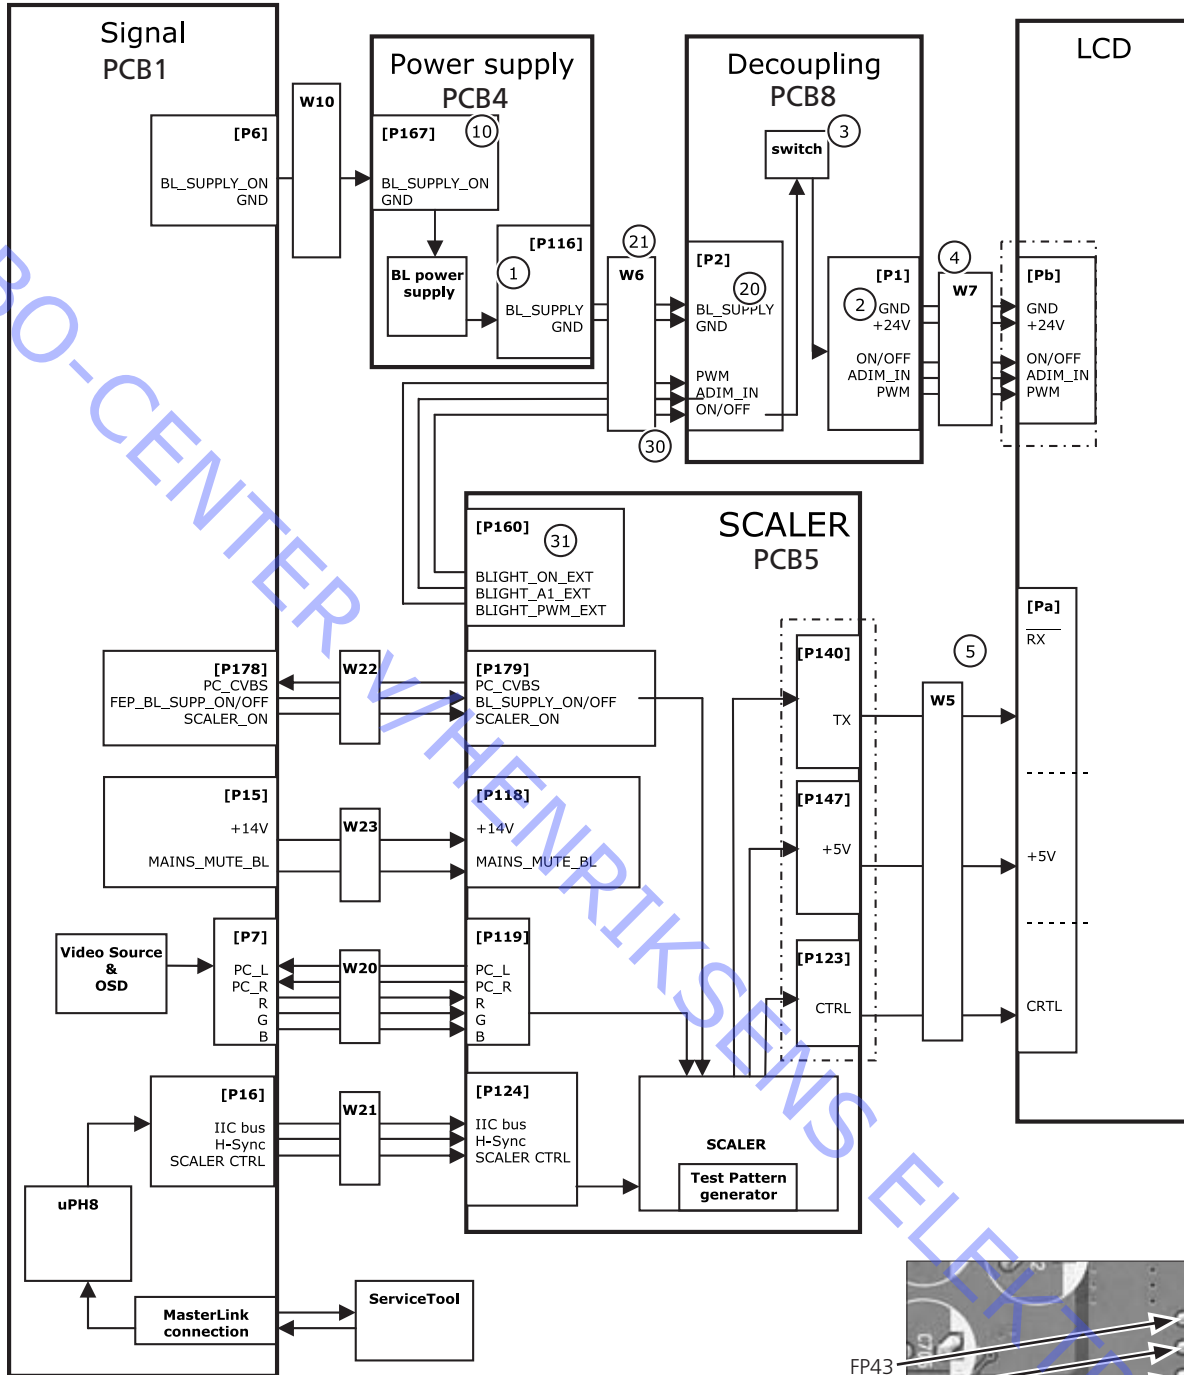 Signal
PCB1
[P6]
BL_SUPPLY_ON
GND
W10
Power supply
PCB4
[P167]
10
BL_SUPPLY_ON
GND
BL power
supply
[P116]
1
BL_SUPPLY
GND
21
W6
30
Decoupling
PCB8
switch
3
[P2]
20
BL_SUPPLY
GND
PWM
ADIM_IN
ON/OFF
[P1]
2
GND
+24V
ON/OFF
ADIM_IN
PWM
4
W7
LCD
[Pb]
GND
+24V
ON/OFF
ADIM_IN
PWM
SCALER
PCB5
[P160]
31
BLIGHT_ON_EXT
BLIGHT_A1_EXT
BLIGHT_PWM_EXT
[P178]
PC_CVBS
FEP_BL_SUPP_ON/OFF
SCALER_ON
W22
[P179]
PC_CVBS
BL_SUPPLY_ON/OFF
SCALER_ON
[P140]
TX
5
W5
[Pa]
RX
[P15]
+14V
MAINS_MUTE_BL
W23
[P118]
+14V
MAINS_MUTE_BL
[P147]
+5V
+5V
Video Source
&
OSD
[P7]
PC_L
PC_R
R
G
B
W20
[P119]
PC_L
PC_R
R
G
B
[P123]
CTRL
CRTL
[P16]
IIC bus
H-Sync
SCALER CTRL
W21
[P124]
IIC bus
H-Sync
SCALER CTRL
SCALER
Test Pattern
generator
uPH8
MasterLink
connection
ServiceTool
FP43
BO-CENTER v/HENRIKSENS ELEKTR